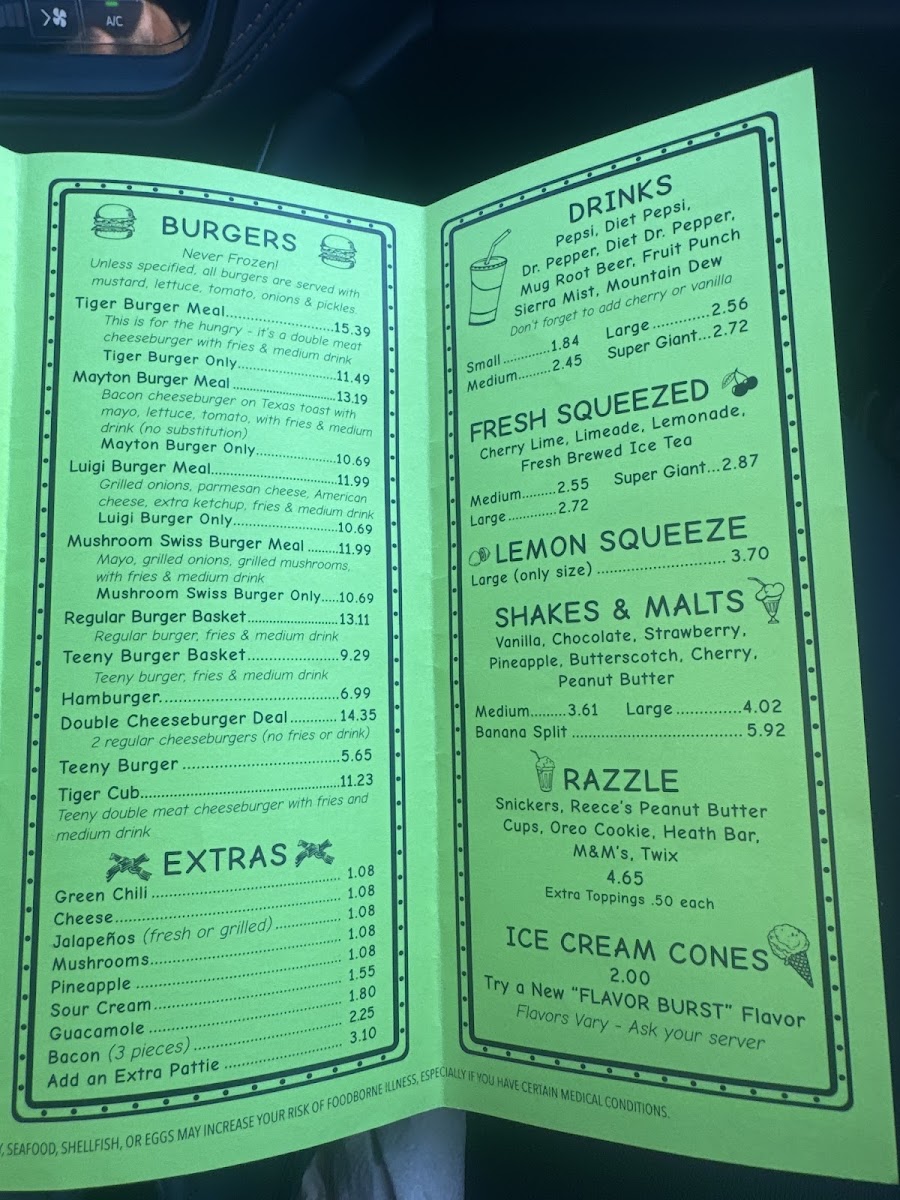 A/C
BURGERS
Never Frozen!
Unless specified, all burgers are served with
mustard, lettuce, tomato, onions & pickles.
Tiger Burger Meal..............15.39
This is for the hungry - it's a double meat
cheeseburger with fries & medium drink
Tiger Burger Only..............11.49
Mayton Burger Meal..............13.19
Bacon cheeseburger on Texas toast with
mayo, lettuce, tomato, with fries & medium
drink (no substitution)
Mayton Burger Only..............10.69
Luigi Burger Meal..............11.99
Grilled onions, parmesan cheese, American
cheese, extra ketchup, fries & medium drink
Luigi Burger Only..............10.69
Mushroom Swiss Burger Meal ........11.99
Mayo, grilled onions, grilled mushrooms,
with fries & medium drink
Mushroom Swiss Burger Only.....10.69
Regular Burger Basket..............13.11
Regular burger, fries & medium drink
Teeny Burger Basket..............9.29
Teeny burger, fries & medium drink
Hamburger..............6.99
Double Cheeseburger Deal...........14.35
2 regular cheeseburgers (no fries or drink)
Teeny Burger..............5.65
Tiger Cub..............11.23
Teeny double meat cheeseburger with fries and
medium drink
EXTRAS
Green Chili..............1.08
Cheese..............1.08
Jalapeños (fresh or grilled)..............1.08
Mushrooms..............1.08
Pineapple..............1.08
Sour Cream..............1.55
Guacamole..............1.80
Bacon (3 pieces)..............2.25
Add an Extra Pattie..............3.10
DRINKS
Pepsi, Diet Pepsi,
Dr. Pepper, Diet Dr. Pepper,
Mug Root Beer, Fruit Punch
Sierra Mist, Mountain Dew
Don't forget to add cherry or vanilla
Small...........1.84 Large...........2.56
Medium........2.45 Super Giant...2.72
FRESH SQUEEZED
Cherry Lime, Limeade, Lemonade,
Fresh Brewed Ice Tea
Medium.........2.55 Super Giant...2.87
Large............2.72
LEMON SQUEEZE
Large (only size) .............. 3.70
SHAKES & MALTS
Vanilla, Chocolate, Strawberry,
Pineapple, Butterscotch, Cherry,
Peanut Butter
Medium.........3.61 Large.............4.02
Banana Split.............. 5.92
RAZZLE
Snickers, Reece's Peanut Butter
Cups, Oreo Cookie, Heath Bar,
M&M's, Twix
4.65
Extra Toppings .50 each
ICE CREAM CONES
2.00
Try a New "FLAVOR BURST" Flavor
Flavors Vary - Ask your server
, SEAFOOD, SHELLFISH, OR EGGS MAY INCREASE YOUR RISK OF FOODBORNE ILLNESS, ESPECIALLY IF YOU HAVE CERTAIN MEDICAL CONDITIONS.